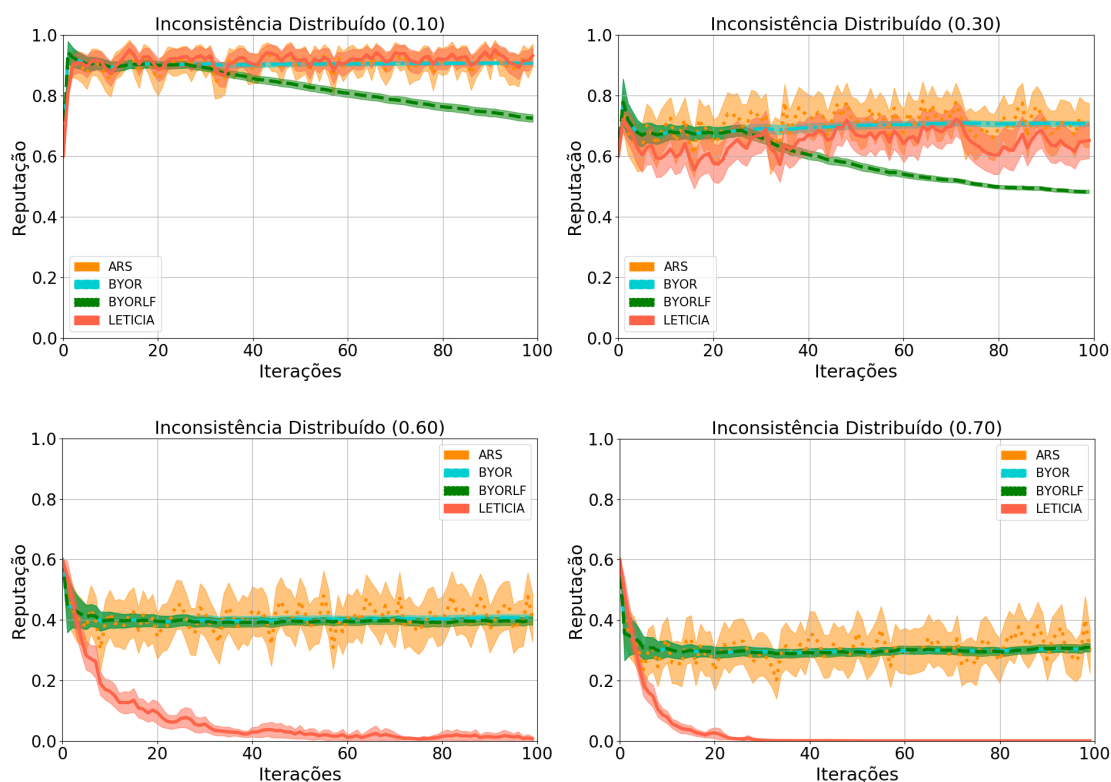 Inconsistência Distribuído (0.10)
Reputação
1.0
0.8
0.6
0.4
0.2
0.0
ARS
BYOR
BYORLF
LETICIA
0 20 40 60 80 100
Iterações
Inconsistência Distribuído (0.30)
Reputação
1.0
0.8
0.6
0.4
0.2
0.0
ARS
BYOR
BYORLF
LETICIA
0 20 40 60 80 100
Iterações
Inconsistência Distribuído (0.60)
Reputação
1.0
0.8
0.6
0.4
0.2
0.0
ARS
BYOR
BYORLF
LETICIA
0 20 40 60 80 100
Iterações
Inconsistência Distribuído (0.70)
Reputação
1.0
0.8
0.6
0.4
0.2
0.0
ARS
BYOR
BYORLF
LETICIA
0 20 40 60 80 100
Iterações